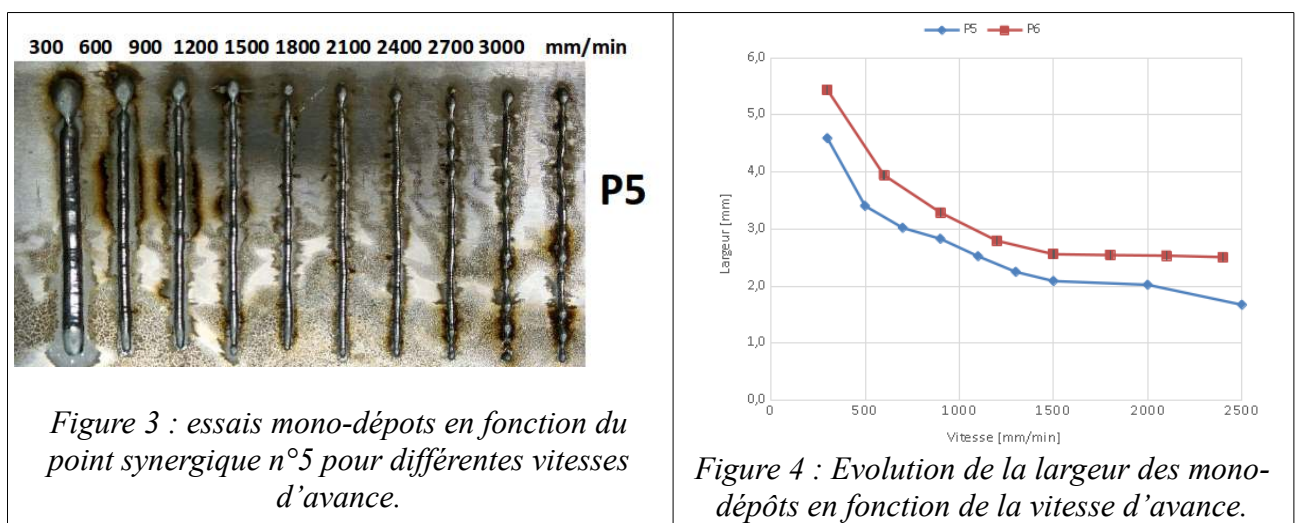 300 600 900 1200 1500 1800 2100 2400 2700 3000 mm/min
P5
Figure 3 : essais mono-dépots en fonction du
point synergique n°5 pour différentes vitesses
d’avance.
P5 P6
6,0
5,0
4,0
3,0
2,0
1,0
0,0
Largeur [mm]
0 500 1000 1500 2000 2500
Vitesse [mm/min]
Figure 4 : Evolution de la largeur des mono-
dépôts en fonction de la vitesse d’avance.